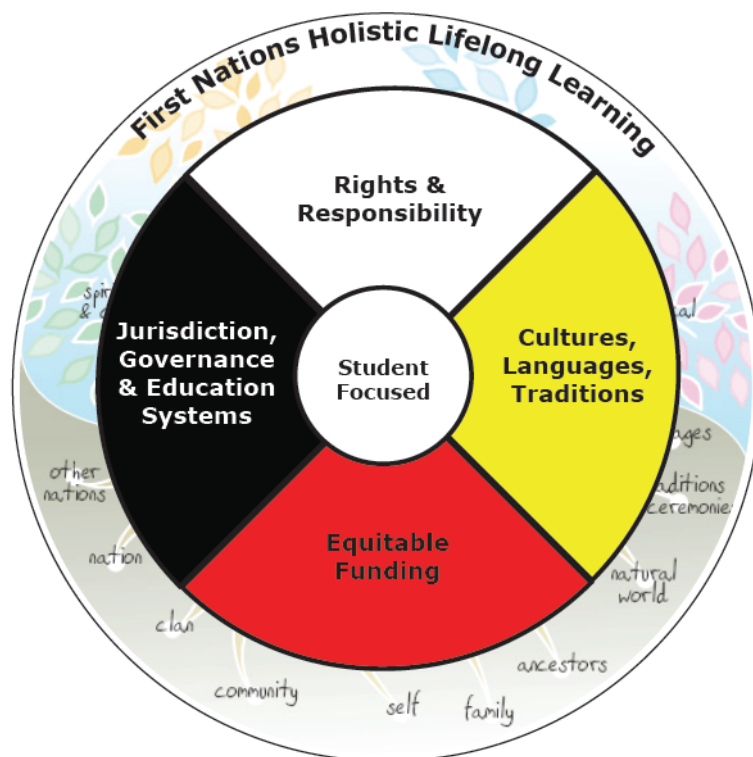 First Nations Holistic Lifelong Learning
Rights &
Responsibility
Jurisdiction,
Governance
& Education
Systems
Student
Focused
Cultures,
Languages,
Traditions
Equitable
Funding
other
nations
nation
clan
community
self
family
ancestors
natural
world